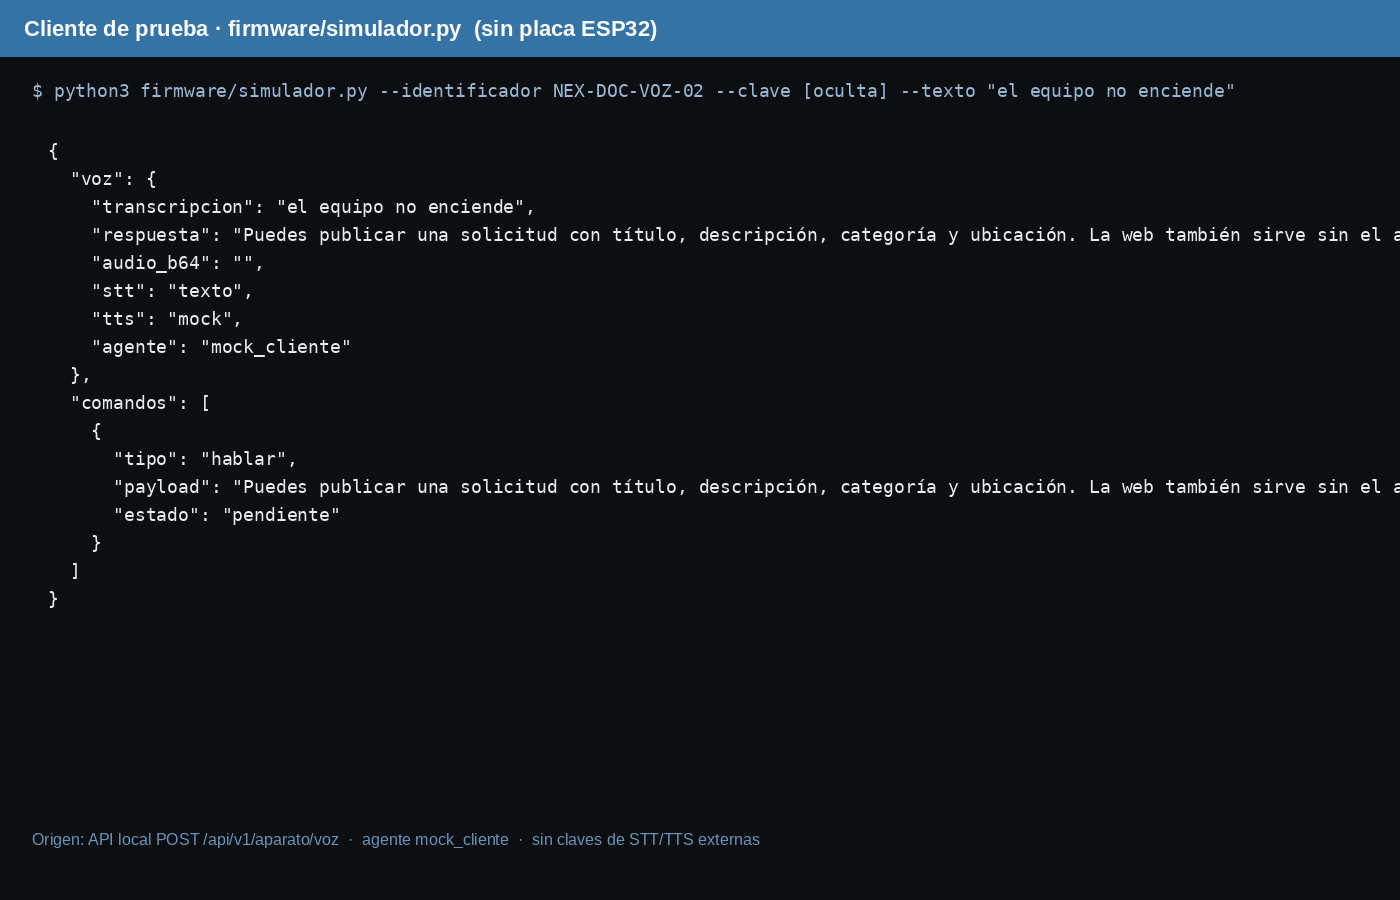 Cliente de prueba · firmware/simulador.py (sin placa ESP32)
$ python3 firmware/simulador.py --identificador NEX-DOC-VOZ-02 --clave [oculta] --texto "el equipo no enciende"
{
"voz": {
"transcripcion": "el equipo no enciende",
"respuesta": "Puedes publicar una solicitud con título, descripción, categoría y ubicación. La web también sirve sin el a
"audio_b64": "",
"stt": "texto",
"tts": "mock",
"agente": "mock_cliente"
},
"comandos": [
{
"tipo": "hablar",
"payload": "Puedes publicar una solicitud con título, descripción, categoría y ubicación. La web también sirve sin el a
"estado": "pendiente"
}
]
}
Origen: API local POST /api/v1/aparato/voz · agente mock_cliente · sin claves de STT/TTS externas